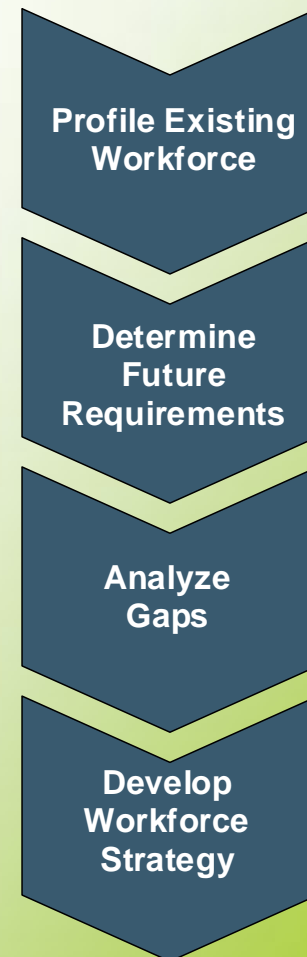 Profile Existing
Workforce
Determine
Future
Requirements
Analyze
Gaps
Develop
Workforce
Strategy